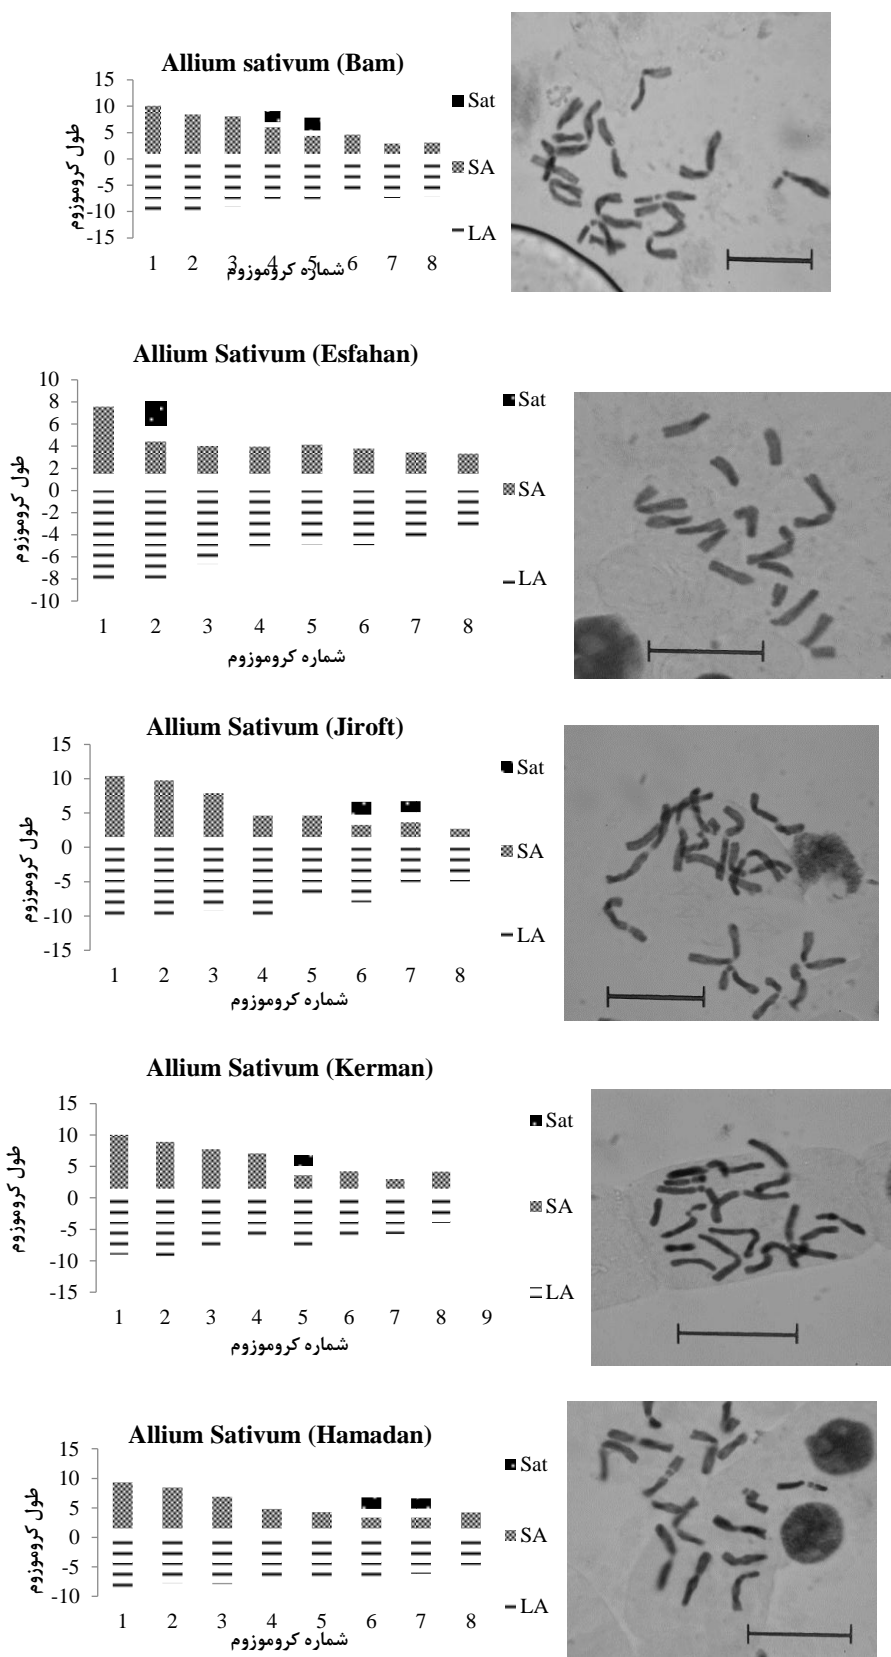 Allium sativum (Bam)
15
10
5
0
-5
-10
-15
طول کروموزوم
1 2 3 4 5 6 7 8
شماره کروموزوم
Sat
SA
LA
Allium Sativum (Esfahan)
10
8
6
4
2
0
-2
-4
-6
-8
-10
طول کروموزوم
1 2 3 4 5 6 7 8
شماره کروموزوم
Sat
SA
LA
Allium Sativum (Jiroft)
15
10
5
0
-5
-10
-15
طول کروموزوم
1 2 3 4 5 6 7 8
شماره کروموزوم
Sat
SA
LA
Allium Sativum (Kerman)
15
10
5
0
-5
-10
-15
طول کروموزوم
1 2 3 4 5 6 7 8 9
شماره کروموزوم
Sat
SA
LA
Allium Sativum (Hamadan)
15
10
5
0
-5
-10
طول کروموزوم
1 2 3 4 5 6 7 8
شماره کروموزوم
Sat
SA
LA